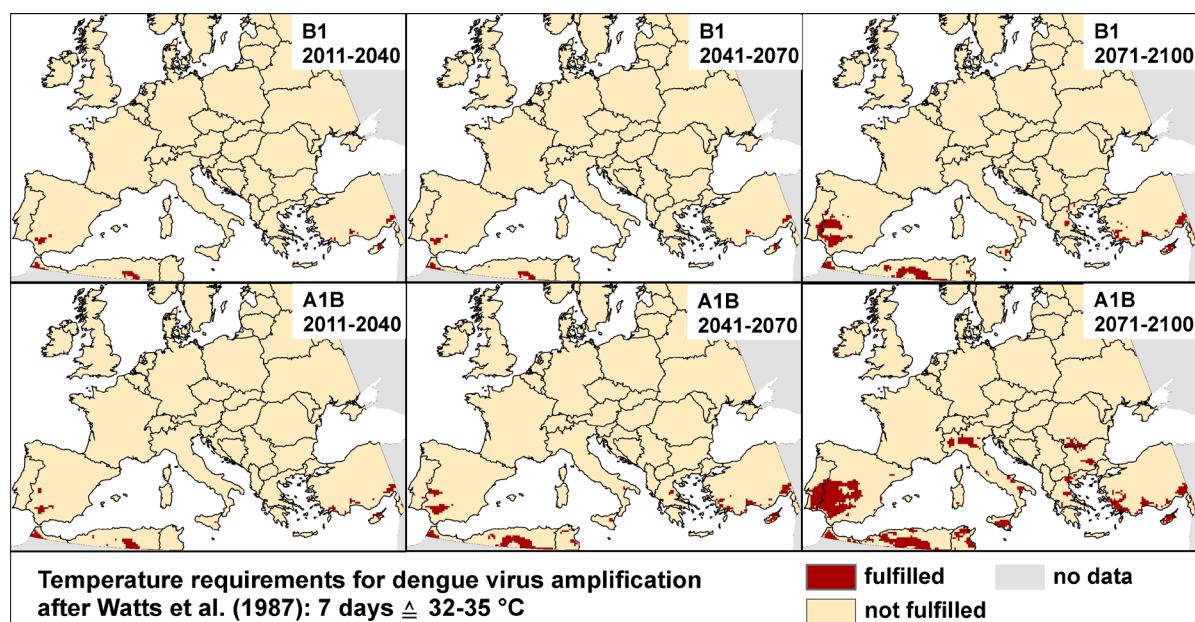 B1
2011-2040
B1
2041-2070
B1
2071-2100
A1B
2011-2040
A1B
2041-2070
A1B
2071-2100
Temperature requirements for dengue virus amplification
after Watts et al. (1987): 7 days ≙ 32-35 °C
fulfilled
no data
not fulfilled